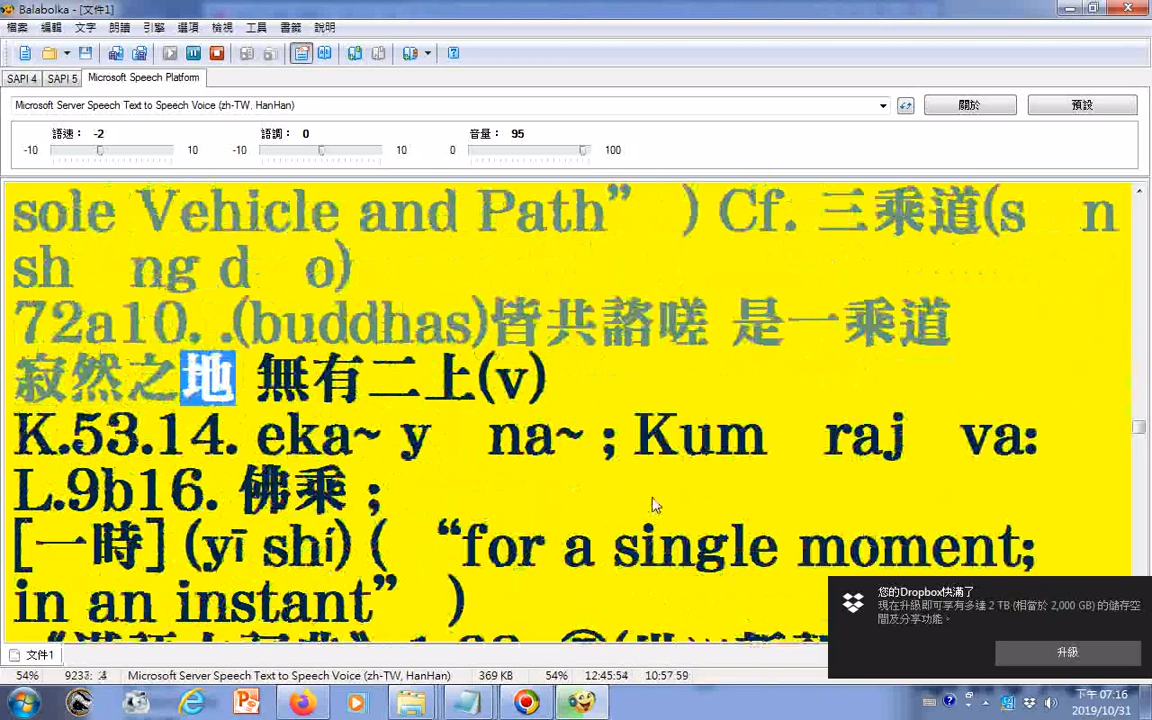 Balabolka - [文件1]
檔案 編輯 文字 朗讀 引擎 選項 檢視 工具 書籤 說明
SAPI 4 SAPI 5 Microsoft Speech Platform
Microsoft Server Speech Text to Speech Voice (zh-TW, HanHan) 關於 預設
語速： -2 語調： 0 音量： 95
-10 10 -10 10 0 100
sole Vehicle and Path” ) Cf. 三乘道(s n
sh ng d o)
72a10. .(buddhas)皆共諮嗟 是一乘道
寂然之地 無有二上(v)
K.53.14. eka~ y na~ ; Kum raj va:
L.9b16. 佛乘 ;
[一時] (yī shí) ( “for a single moment;
in an instant” )
您的Dropbox快滿了
現在升級即可享有多達 2 TB (相當於 2,000 GB) 的儲存空
間及分享功能。
升級
文件1
54% Microsoft Server Speech Text to Speech Voice (zh-TW, HanHan) 369 KB 54% 12:45:54 10:57:59
下午 07:16
2019/10/31